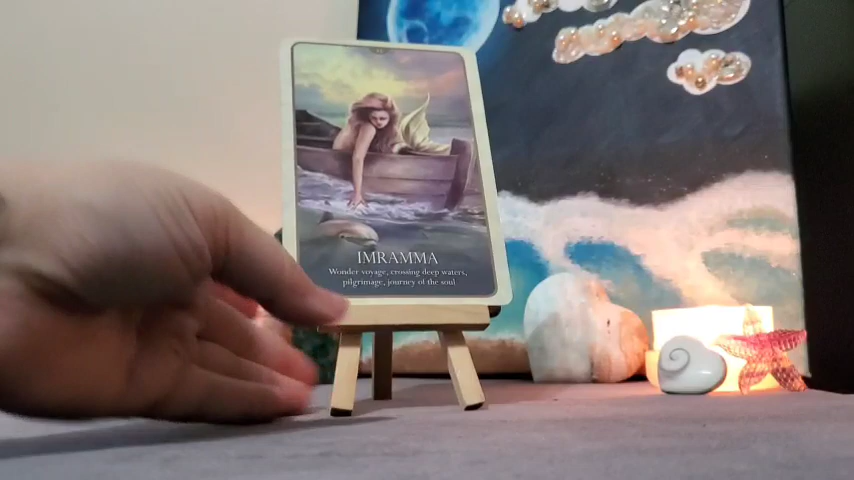 IMRAMMA
Wonder voyage, crossing deep waters,
pilgrimage, journey of the soul